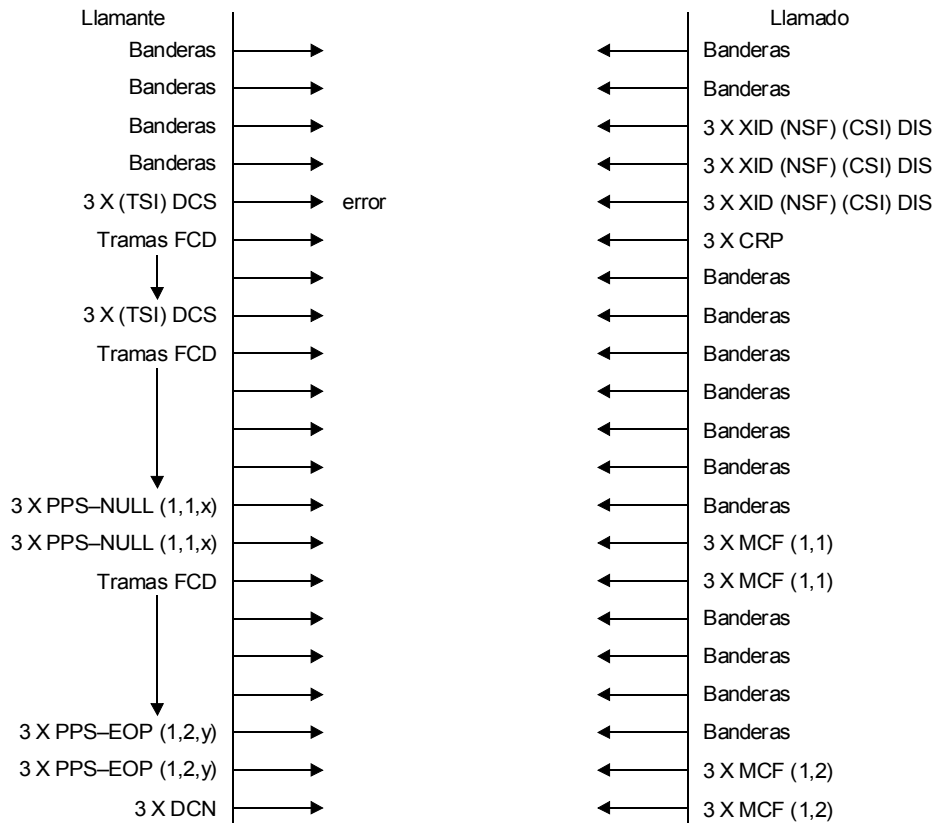 Llamante Llamado
Banderas Banderas
Banderas Banderas
Banderas 3 X XID (NSF) (CSI) DIS
Banderas 3 X XID (NSF) (CSI) DIS
3 X (TSI) DCS error 3 X XID (NSF) (CSI) DIS
Tramas FCD 3 X CRP
Banderas
3 X (TSI) DCS Banderas
Tramas FCD Banderas
Banderas
Banderas
Banderas
3 X PPS–NULL (1,1,x) Banderas
3 X PPS–NULL (1,1,x) 3 X MCF (1,1)
Tramas FCD 3 X MCF (1,1)
Banderas
Banderas
Banderas
3 X PPS–EOP (1,2,y) Banderas
3 X PPS–EOP (1,2,y) 3 X MCF (1,2)
3 X DCN 3 X MCF (1,2)